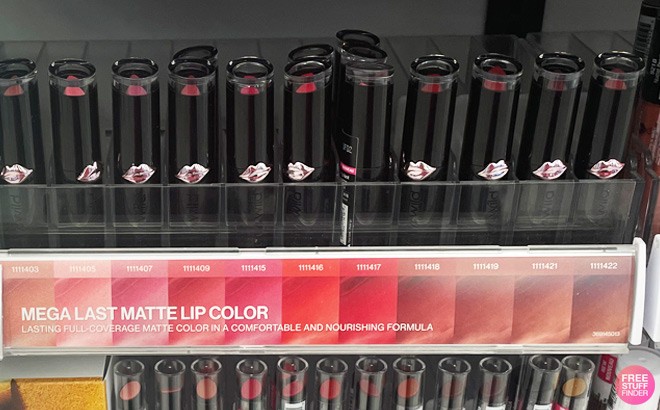 1111403 1111405 1111407 1111409 1111415 1111416 1111417 1111418 1111419 1111421 1111422
MEGA LAST MATTE LIP COLOR
LASTING FULL-COVERAGE MATTE COLOR IN A COMFORTABLE AND NOURISHING FORMULA
FREE
STUFF
FINDER